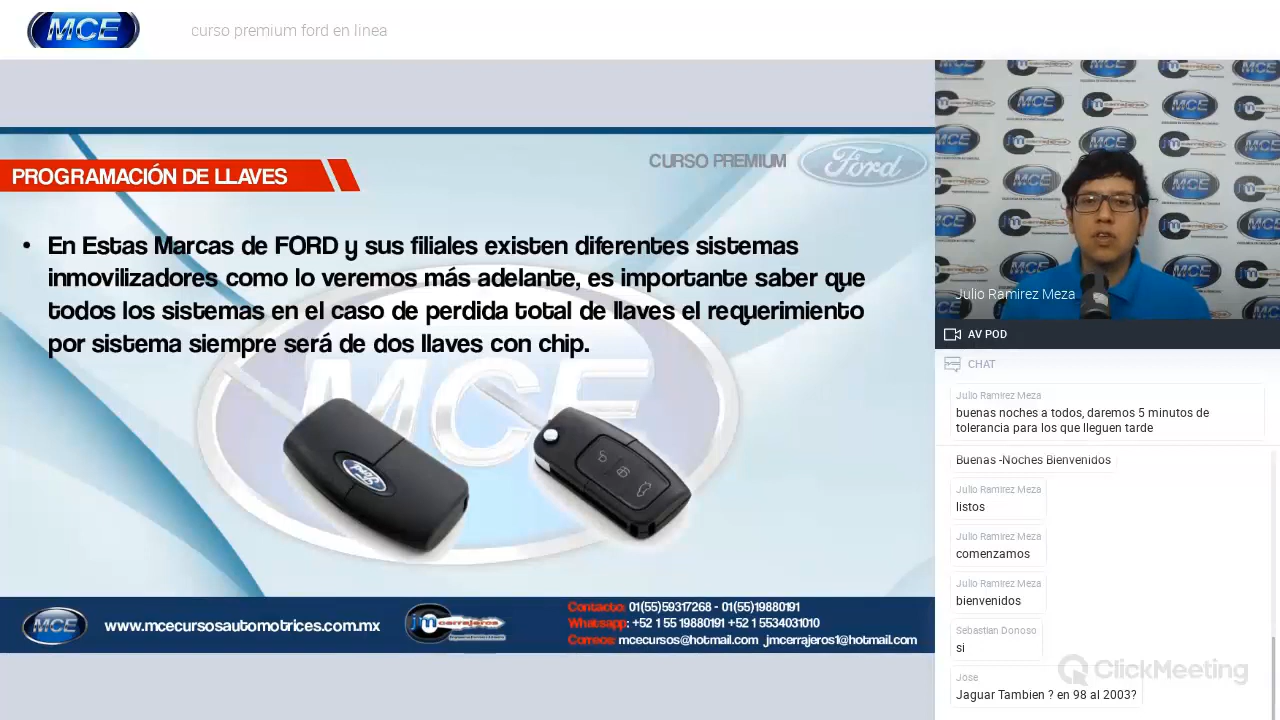 MCE
curso premium ford en linea
CURSO PREMIUM
Ford
PROGRAMACIÓN DE LLAVES
• En Estas Marcas de FORD y sus filiales existen diferentes sistemas
inmovilizadores como lo veremos más adelante, es importante saber que
todos los sistemas en el caso de perdida total de llaves el requerimiento
por sistema siempre será de dos llaves con chip.
MCE
Ford
MCE
www.mcecursosautomotrices.com.mx
jm cerrajeros
Contacto: 01(55)59317268 - 01(55)19880191
Whatsapp: +52 1 55 19880191 +52 1 5534031010
Correos: mcecursos@hotmail.com jmcerrajeros1@hotmail.com
Julio Ramirez Meza
AV POD
CHAT
Julio Ramirez Meza
buenas noches a todos, daremos 5 minutos de
tolerancia para los que lleguen tarde
Buenas -Noches Bienvenidos
Julio Ramirez Meza
listos
Julio Ramirez Meza
comenzamos
Julio Ramirez Meza
bienvenidos
Sebastian Donoso
si
Jose
Jaguar Tambien ? en 98 al 2003?
ClickMeeting